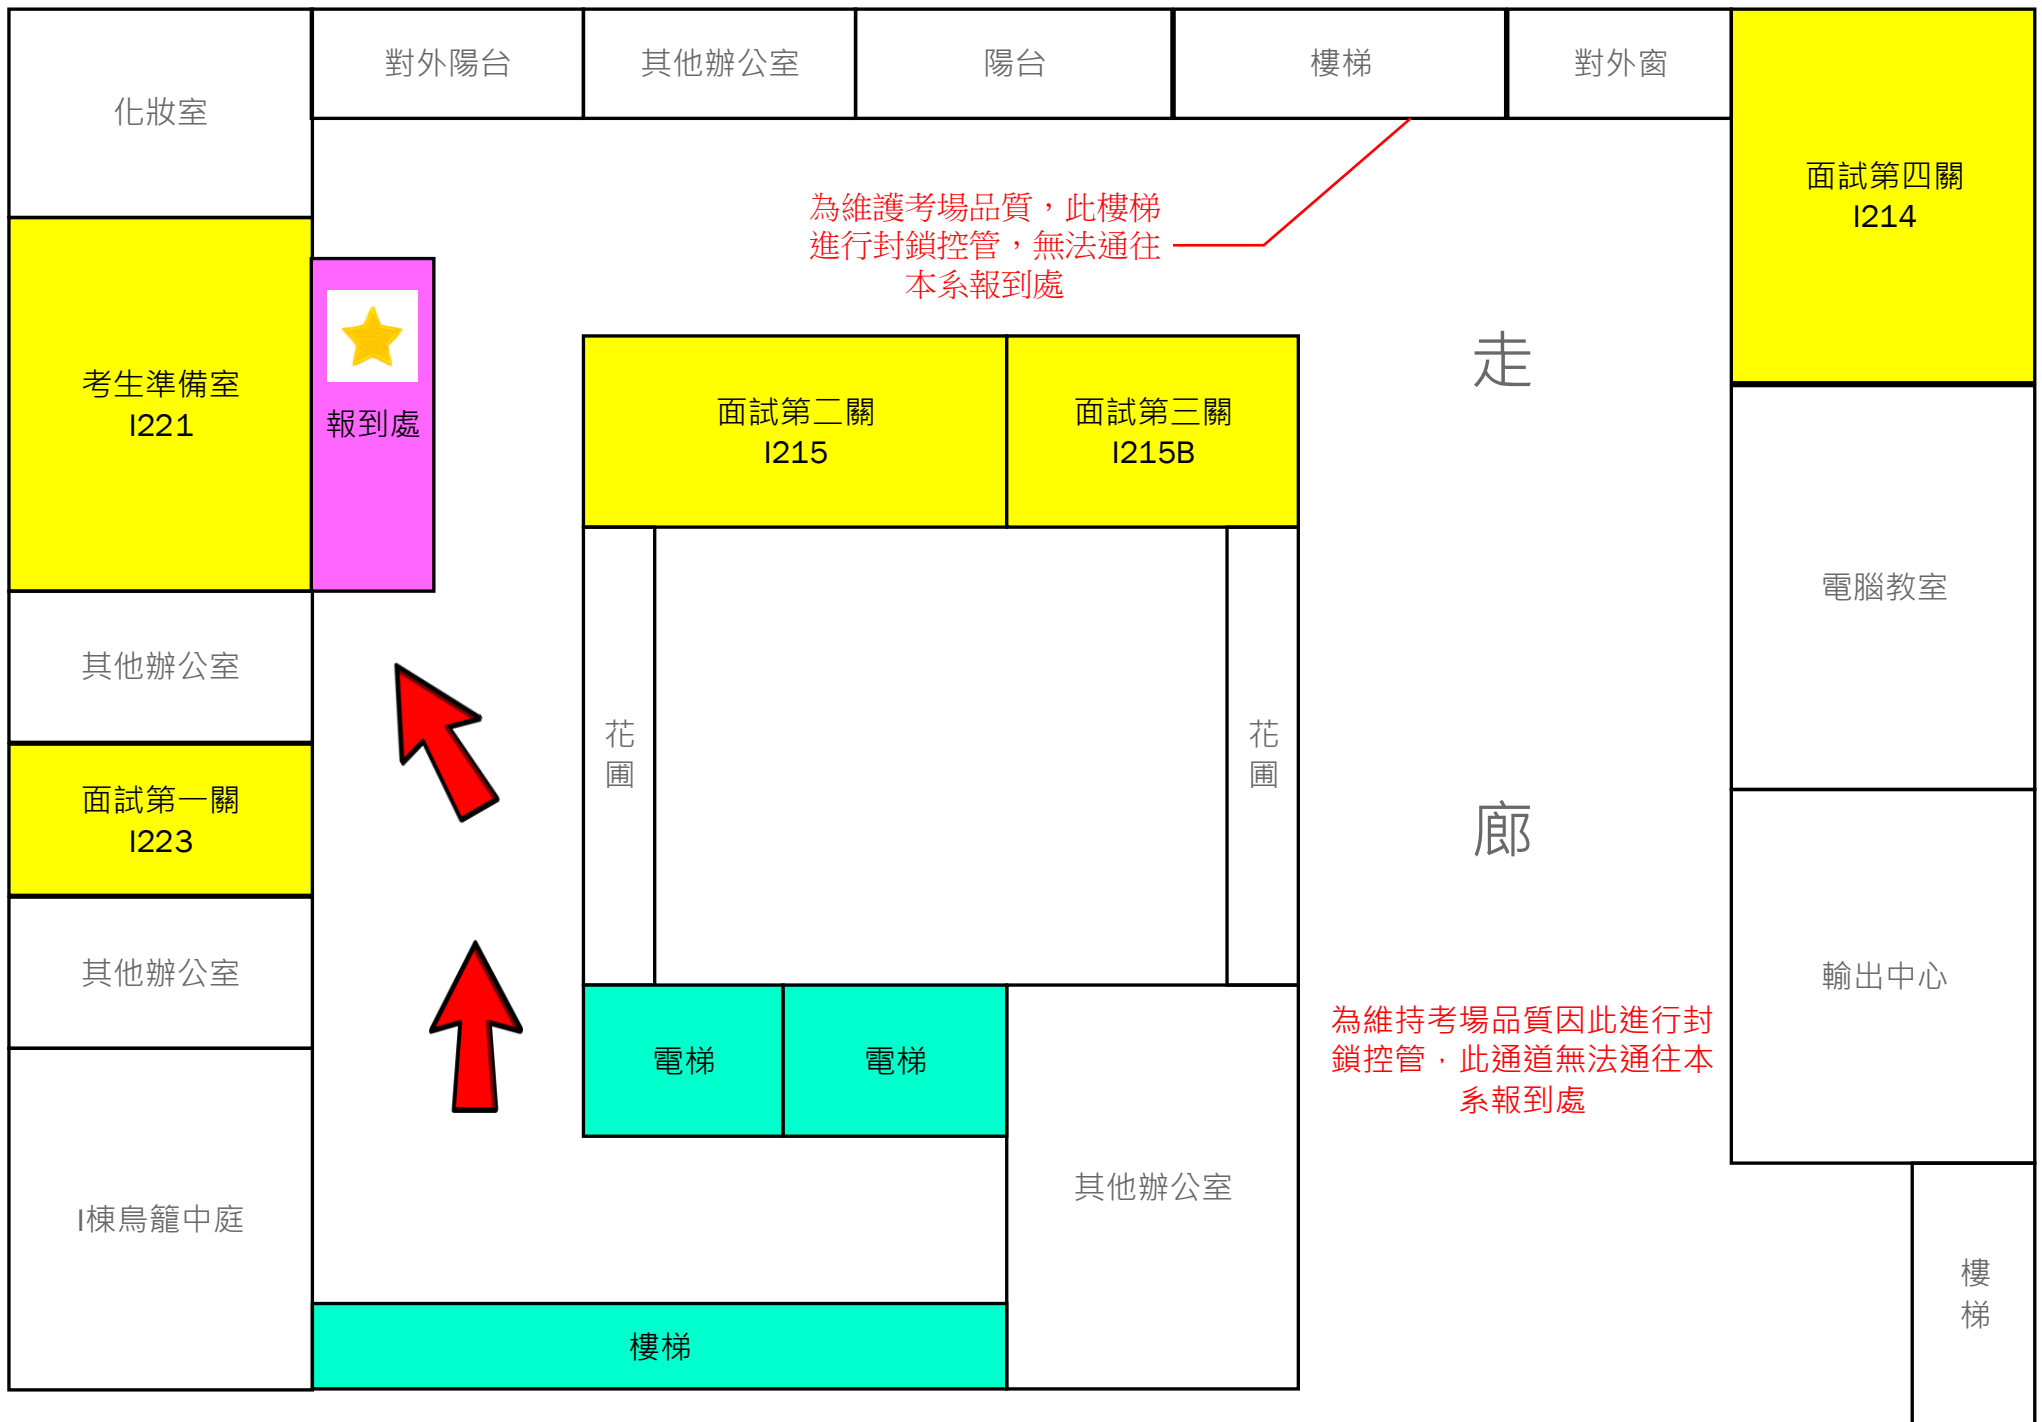 對外陽台
其他辦公室
陽台
樓梯
對外窗
化妝室
面試第四關
I214
為維護考場品質，此樓梯
進行封鎖控管，無法通往
本系報到處
考生準備室
I221
報到處
走
面試第二關
I215
面試第三關
I215B
電腦教室
其他辦公室
花
圃
花
圃
面試第一關
I223
廊
其他辦公室
輸出中心
為維持考場品質因此進行封
鎖控管，此通道無法通往本
系報到處
電梯
電梯
其他辦公室
I棟鳥籠中庭
樓
梯
樓梯